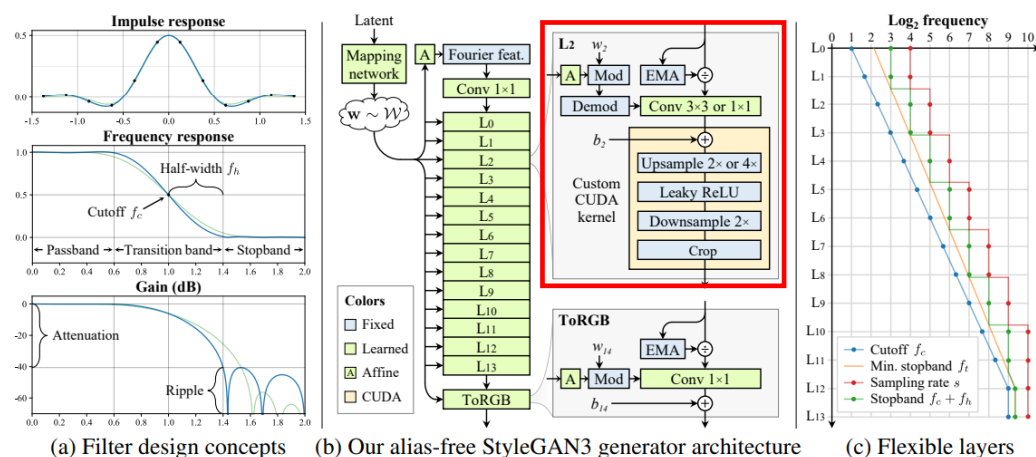 Impulse response
0.5
0.0
-1.5 -1.0 -0.5 0.0 0.5 1.0 1.5
Frequency response
1.0
0.5
0.0
Half-width fh
Cutoff fc
Passband Transition band Stopband
0.0 0.2 0.4 0.6 0.8 1.0 1.2 1.4 1.6 1.8 2.0
Gain (dB)
0
-20
-40
-60
Attenuation
Ripple
0.0 0.2 0.4 0.6 0.8 1.0 1.2 1.4 1.6 1.8 2.0
(a) Filter design concepts
Latent
Mapping
network
w ~ W
A
Fourier feat.
Conv 1×1
L0
L1
L2
L3
L4
L5
L6
L7
L8
L9
L10
L11
L12
L13
ToRGB
Colors
Fixed
Learned
A Affine
CUDA
L2
w2
A
Mod
EMA
÷
Demod
Conv 3×3 or 1×1
b2
+
Custom
CUDA
kernel
Upsample 2× or 4×
Leaky ReLU
Downsample 2×
Crop
ToRGB
w14
A
Mod
EMA
÷
Conv 1×1
b14
+
(b) Our alias-free StyleGAN3 generator architecture
Log2 frequency
0 1 2 3 4 5 6 7 8 9 10
L0
L1
L2
L3
L4
L5
L6
L7
L8
L9
L10
L11
L12
L13
Cutoff fc
Min. stopband ft
Sampling rate s
Stopband fc + fh
(c) Flexible layers